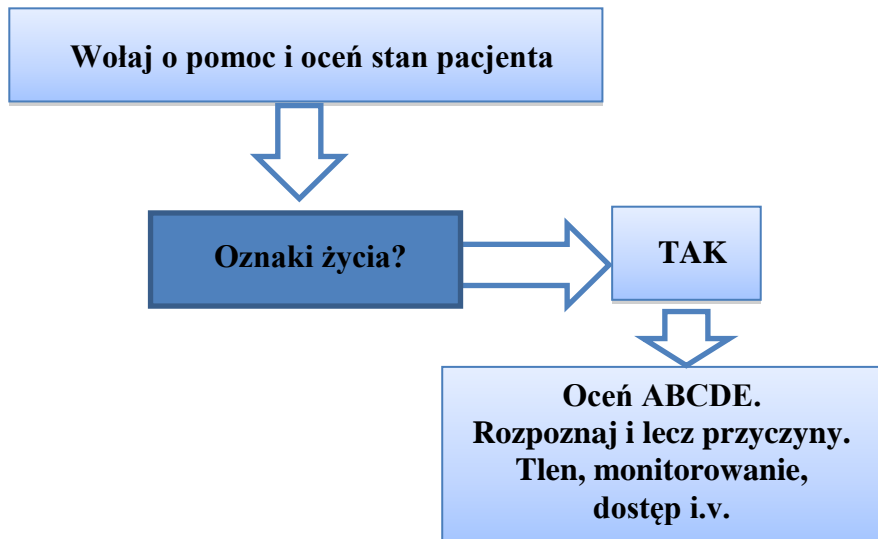 Wołaj o pomoc i oceń stan pacjenta
Oznaki życia?
TAK
Oceń ABCDE.
Rozpoznaj i lecz przyczyny.
Tlen, monitorowanie,
dostęp i.v.